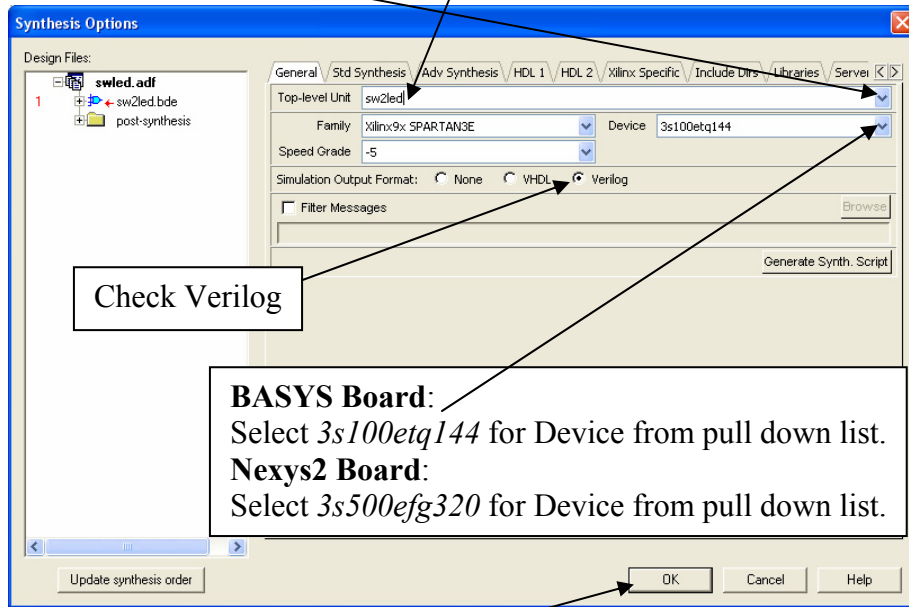 Synthesis Options
Design Files:
swled.adf
1
sw2led.bde
post-synthesis
General Std Synthesis Adv Synthesis HDL 1 HDL 2 Xilinx Specific Include Dirs Libraries Server
Top-level Unit sw2led
Family Xilinx9x SPARTAN3E Device 3s100etq144
Speed Grade -5
Simulation Output Format: None VHDL Verilog
Filter Messages Browse
Generate Synth. Script
Check Verilog
BASYS Board:
Select 3s100etq144 for Device from pull down list.
Nexys2 Board:
Select 3s500efg320 for Device from pull down list.
Update synthesis order OK Cancel Help